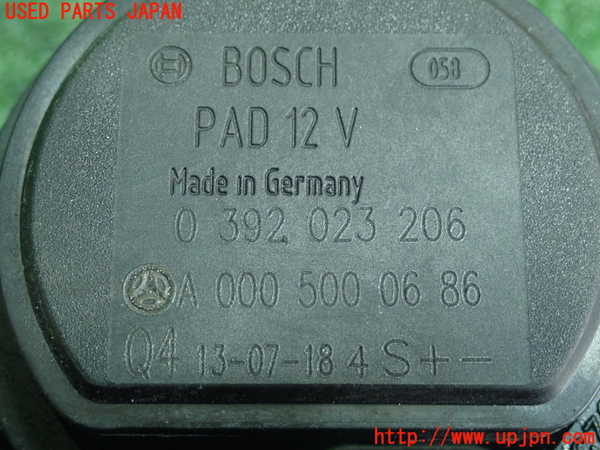 USED PARTS JAPAN
BOSCH 058
PAD 12 V
Made in Germany
0 392 023 206
A 000 500 06 86
Q4 13-07-18 4 S + -
http://www.upjpn.com/